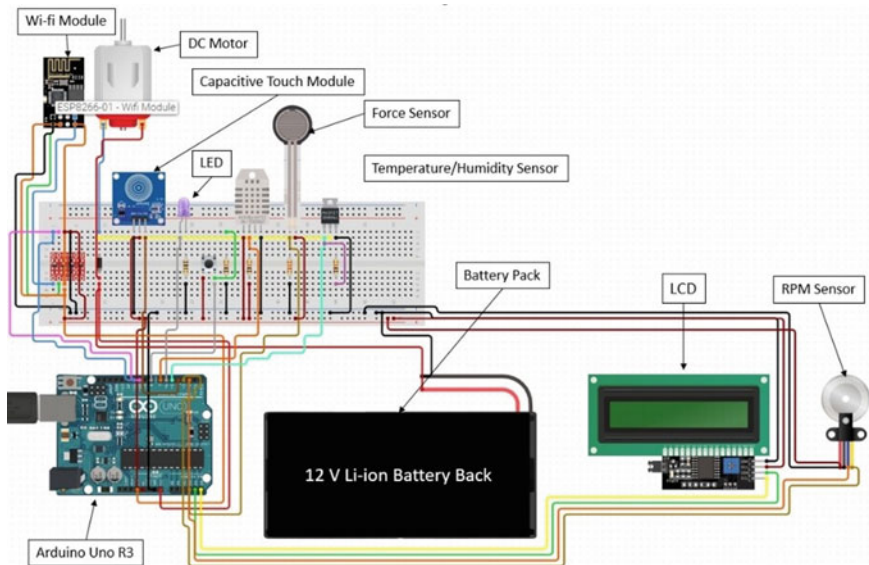 Wi-fi Module
DC Motor
Capacitive Touch Module
ESP8266-01 - Wifi Module
Force Sensor
LED
Temperature/Humidity Sensor
Battery Pack
LCD
RPM Sensor
UNO
12 V Li-ion Battery Back
Arduino Uno R3